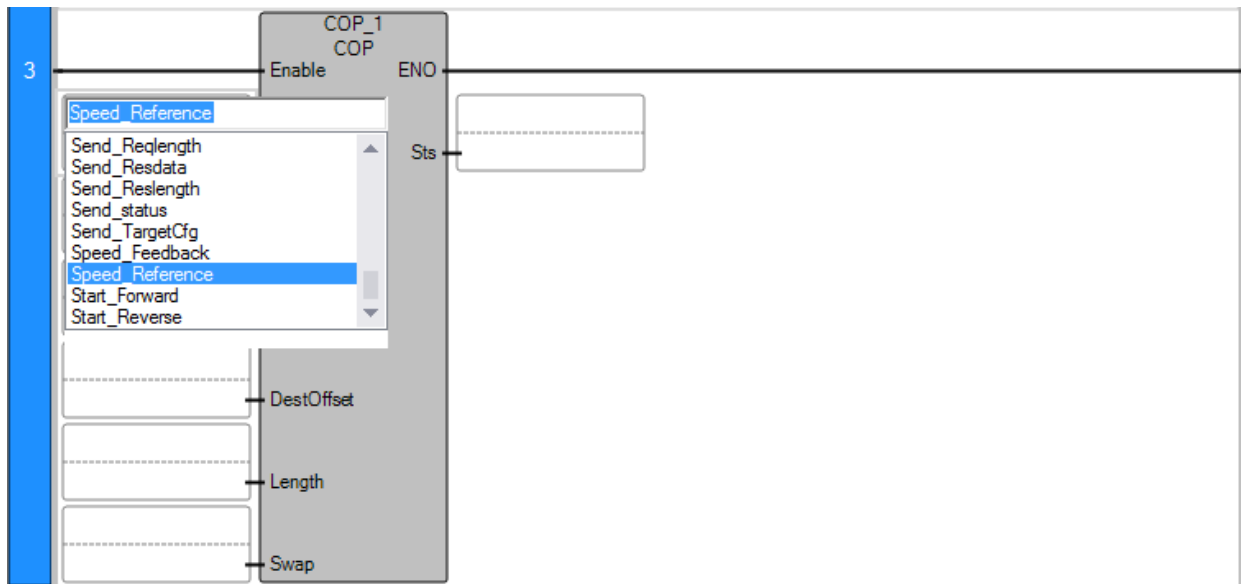 COP_1
COP
3
Enable
ENO
Speed_Reference
Send_Reqlength
Send_Resdata
Send_Reslength
Send_status
Send_TargetCfg
Speed_Feedback
Speed_Reference
Start_Forward
Start_Reverse
Sts
DestOffset
Length
Swap